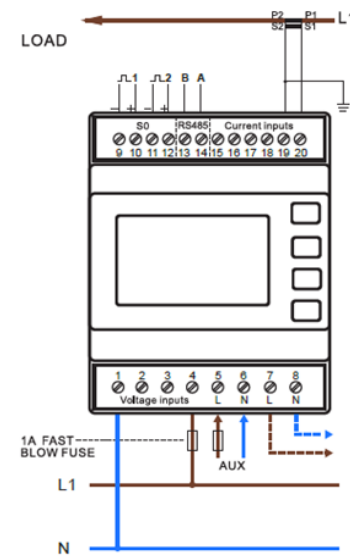 P2 P1 L1
S2 S1
LOAD
1 2 B A
- + - +
S0 RS485 Current inputs
9 10 11 12 13 14 15 16 17 18 19 20
1 2 3 4 5 6 7 8
Voltage inputs L N L N
1A FAST
BLOW FUSE
AUX
L1
N